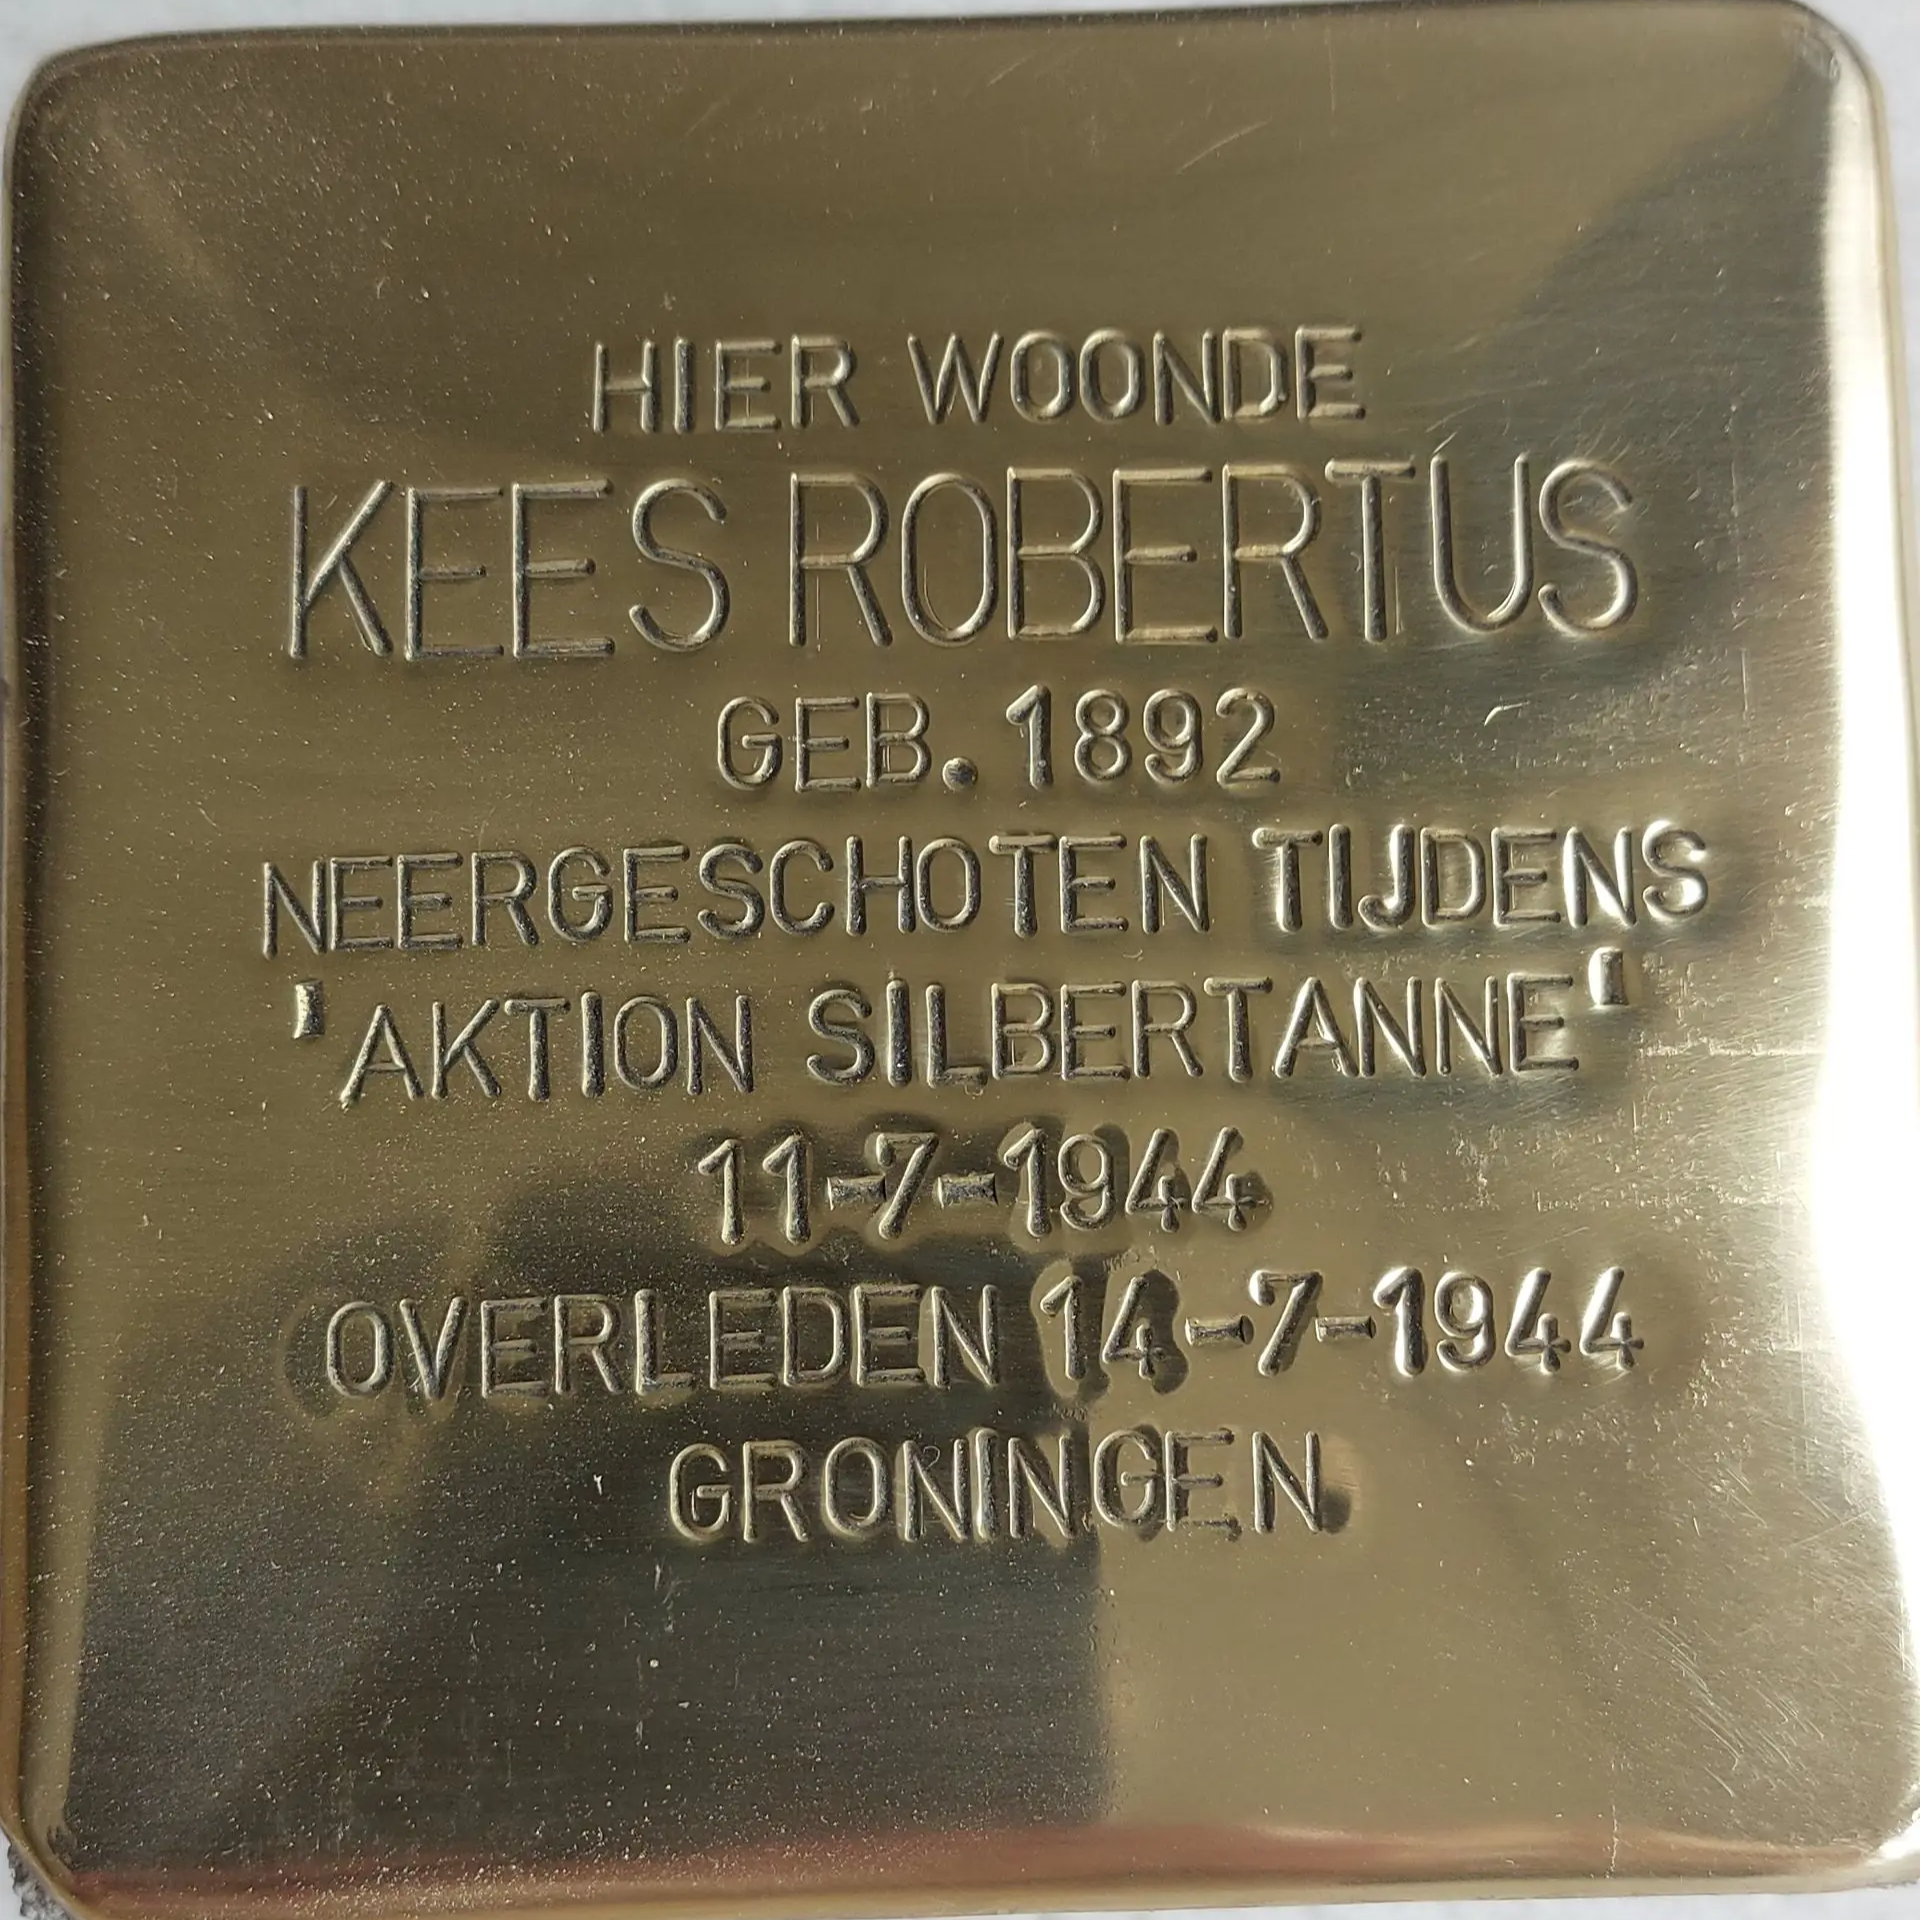 HIER WOONDE
KEES ROBERTUS
GEB. 1892
NEERGESCHOTEN TIJDENS
'AKTION SILBERTANNE'
11-7-1944
OVERLEDEN 14-7-1944
GRONINGEN